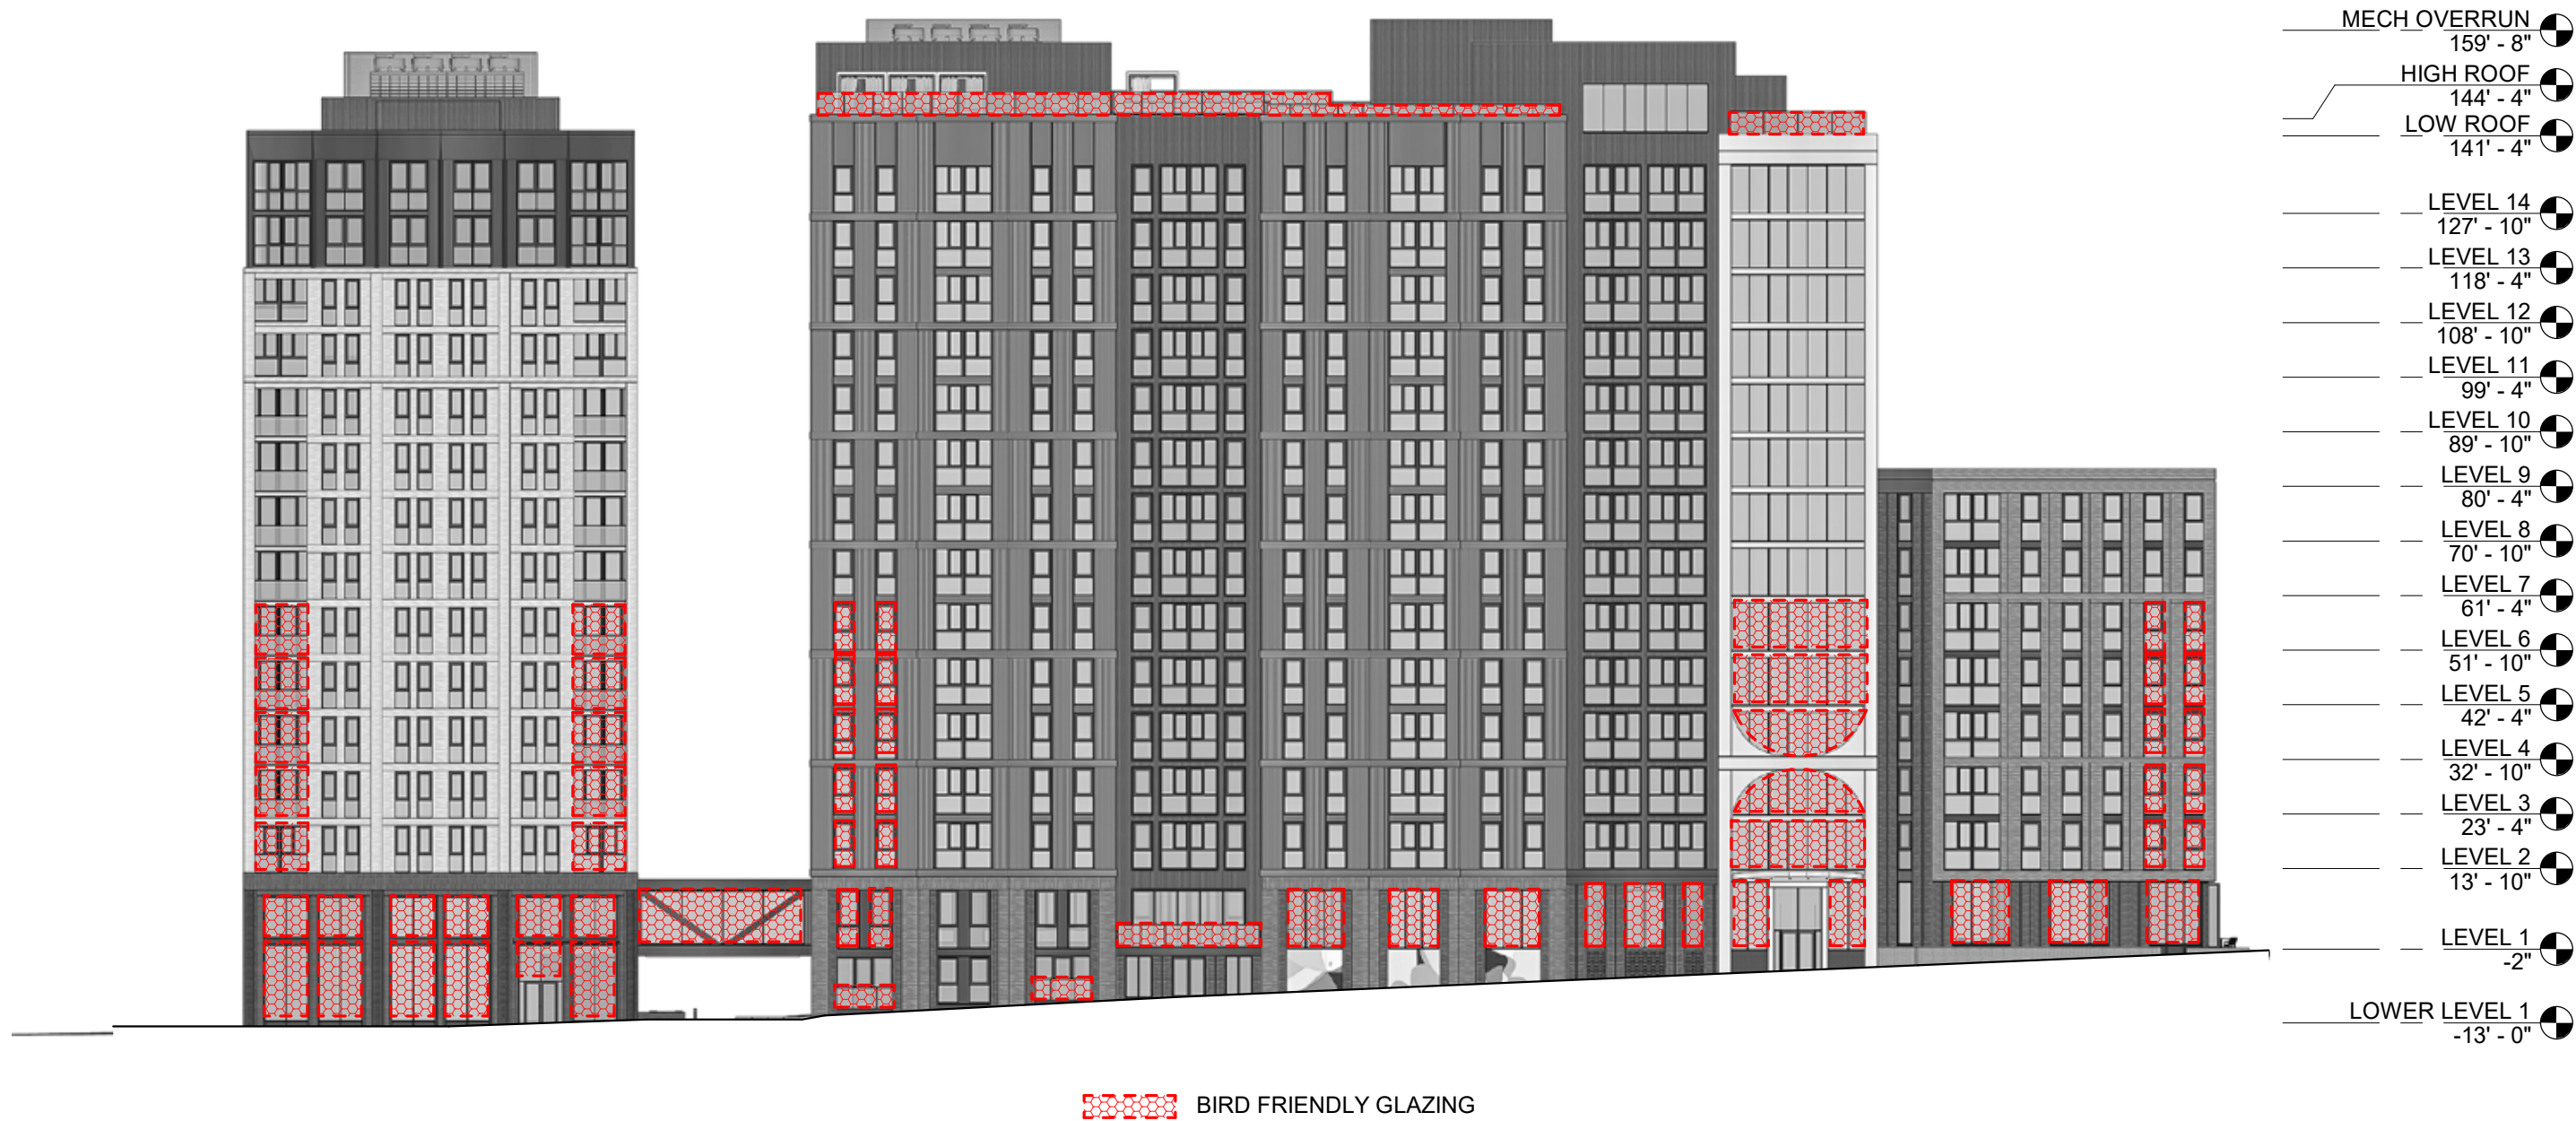 MECH OVERRUN
159' - 8"
HIGH ROOF
144' - 4"
LOW ROOF
141' - 4"
LEVEL 14
127' - 10"
LEVEL 13
118' - 4"
LEVEL 12
108' - 10"
LEVEL 11
99' - 4"
LEVEL 10
89' - 10"
LEVEL 9
80' - 4"
LEVEL 8
70' - 10"
LEVEL 7
61' - 4"
LEVEL 6
51' - 10"
LEVEL 5
42' - 4"
LEVEL 4
32' - 10"
LEVEL 3
23' - 4"
LEVEL 2
13' - 10"
LEVEL 1
-2"
LOWER LEVEL 1
-13' - 0"
BIRD FRIENDLY GLAZING